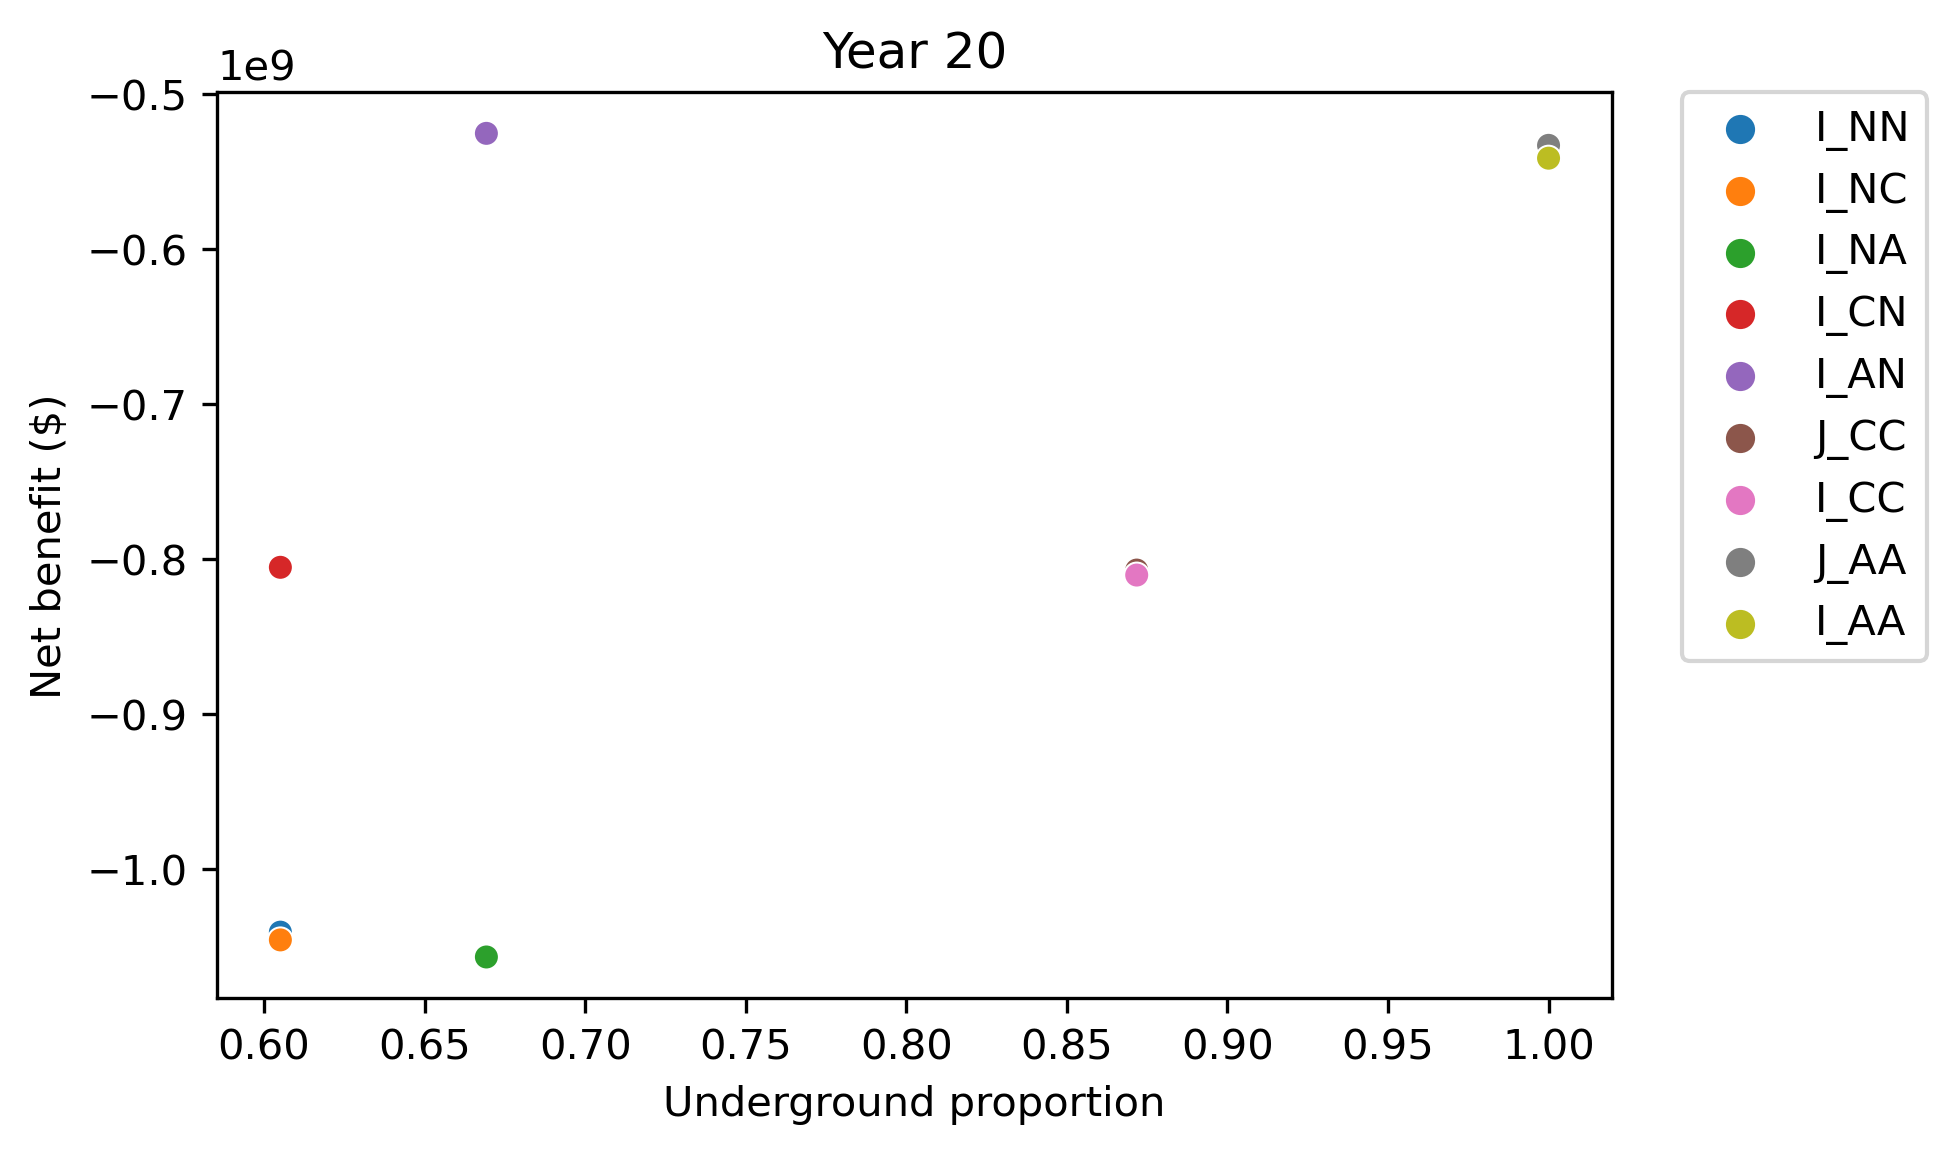 Year 20
1e9
−0.5
−0.6
−0.7
−0.8
−0.9
−1.0
Net benefit ($)
0.60 0.65 0.70 0.75 0.80 0.85 0.90 0.95 1.00
Underground proportion
I_NN
I_NC
I_NA
I_CN
I_AN
J_CC
I_CC
J_AA
I_AA